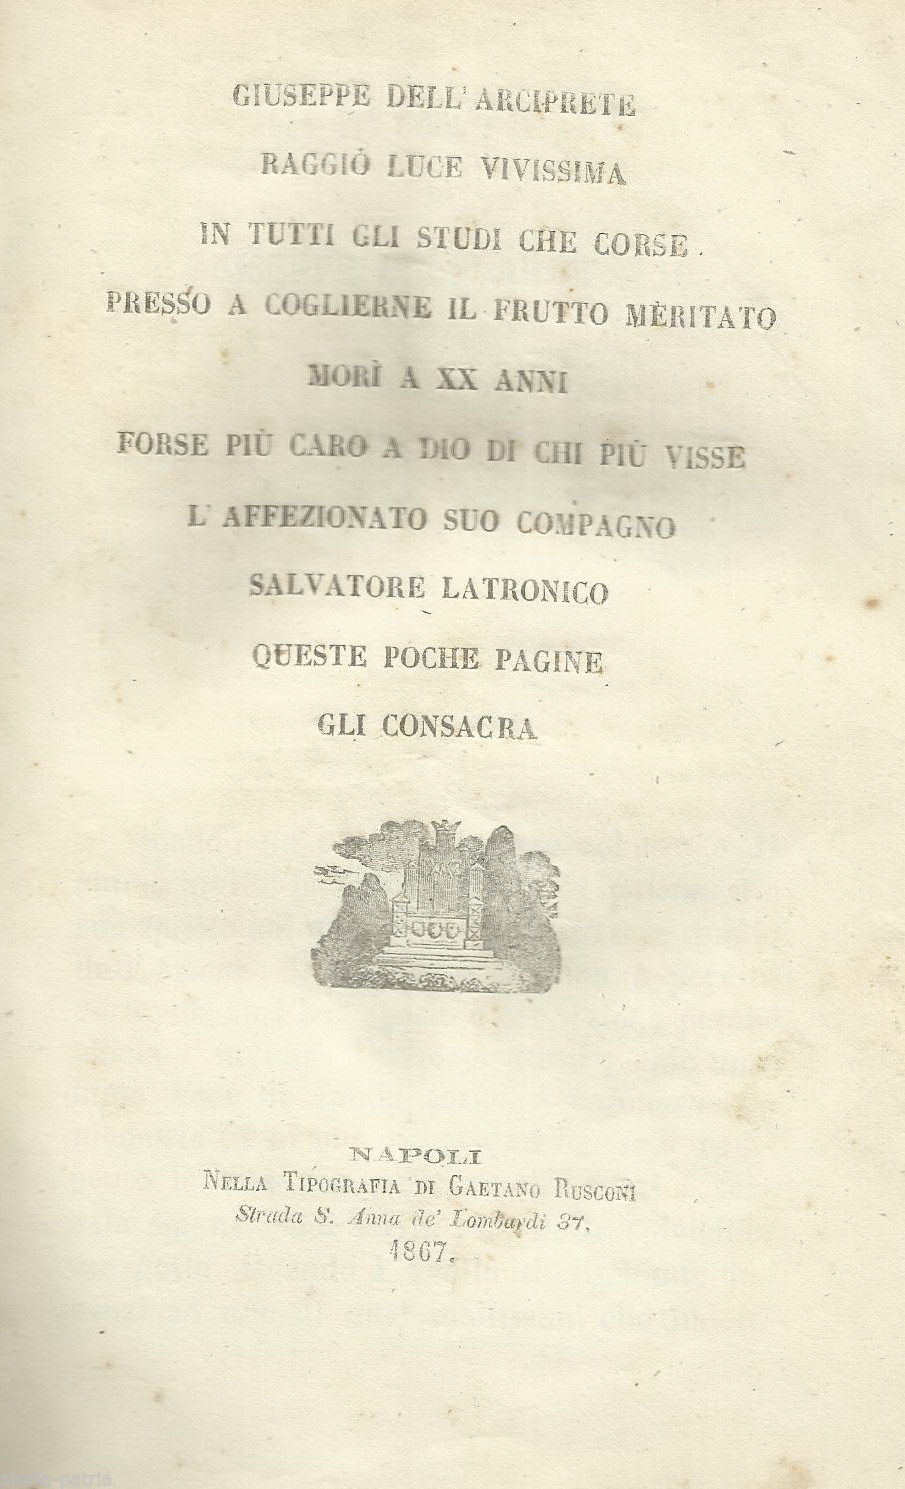 GIUSEPPE DELL' ARCIPRETE
RAGGIÒ LUCE VIVISSIMA
IN TUTTI GLI STUDI CHE CORSE.
PRESSO A COGLIERNE IL FRUTTO MERITATO
MORÌ A XX ANNI
FORSE PIÙ CARO A DIO DI CHI PIÙ VISSE
L' AFFEZIONATO SUO COMPAGNO
SALVATORE LATRONICO
QUESTE POCHE PAGINE
GLI CONSACRA
NAPOLI
NELLA TIPOGRAFIA DI GAETANO RUSCONI
Strada S. Anna de' Lombardi 37.
1867.